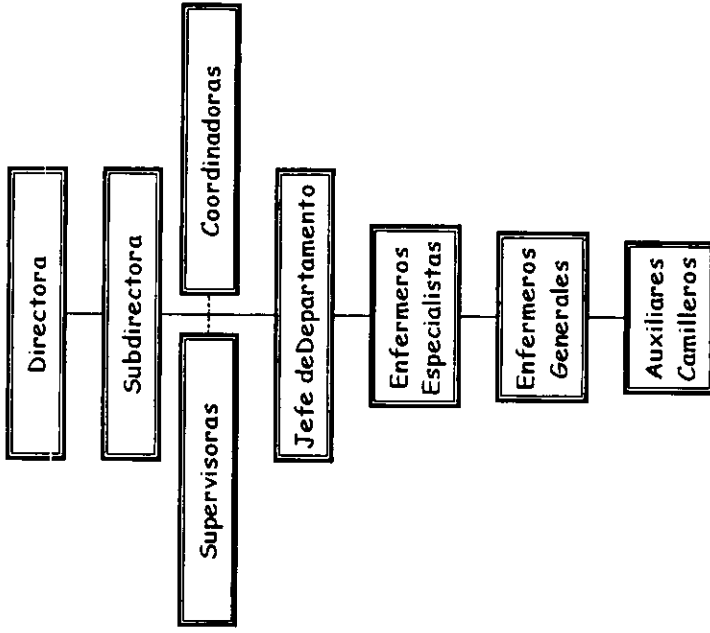 Directora
Subdirectora
Supervisoras
Coordinadoras
Jefe deDepartamento
Enfermeros
Especialistas
Enfermeros
Generales
Auxiliares
Camilleros